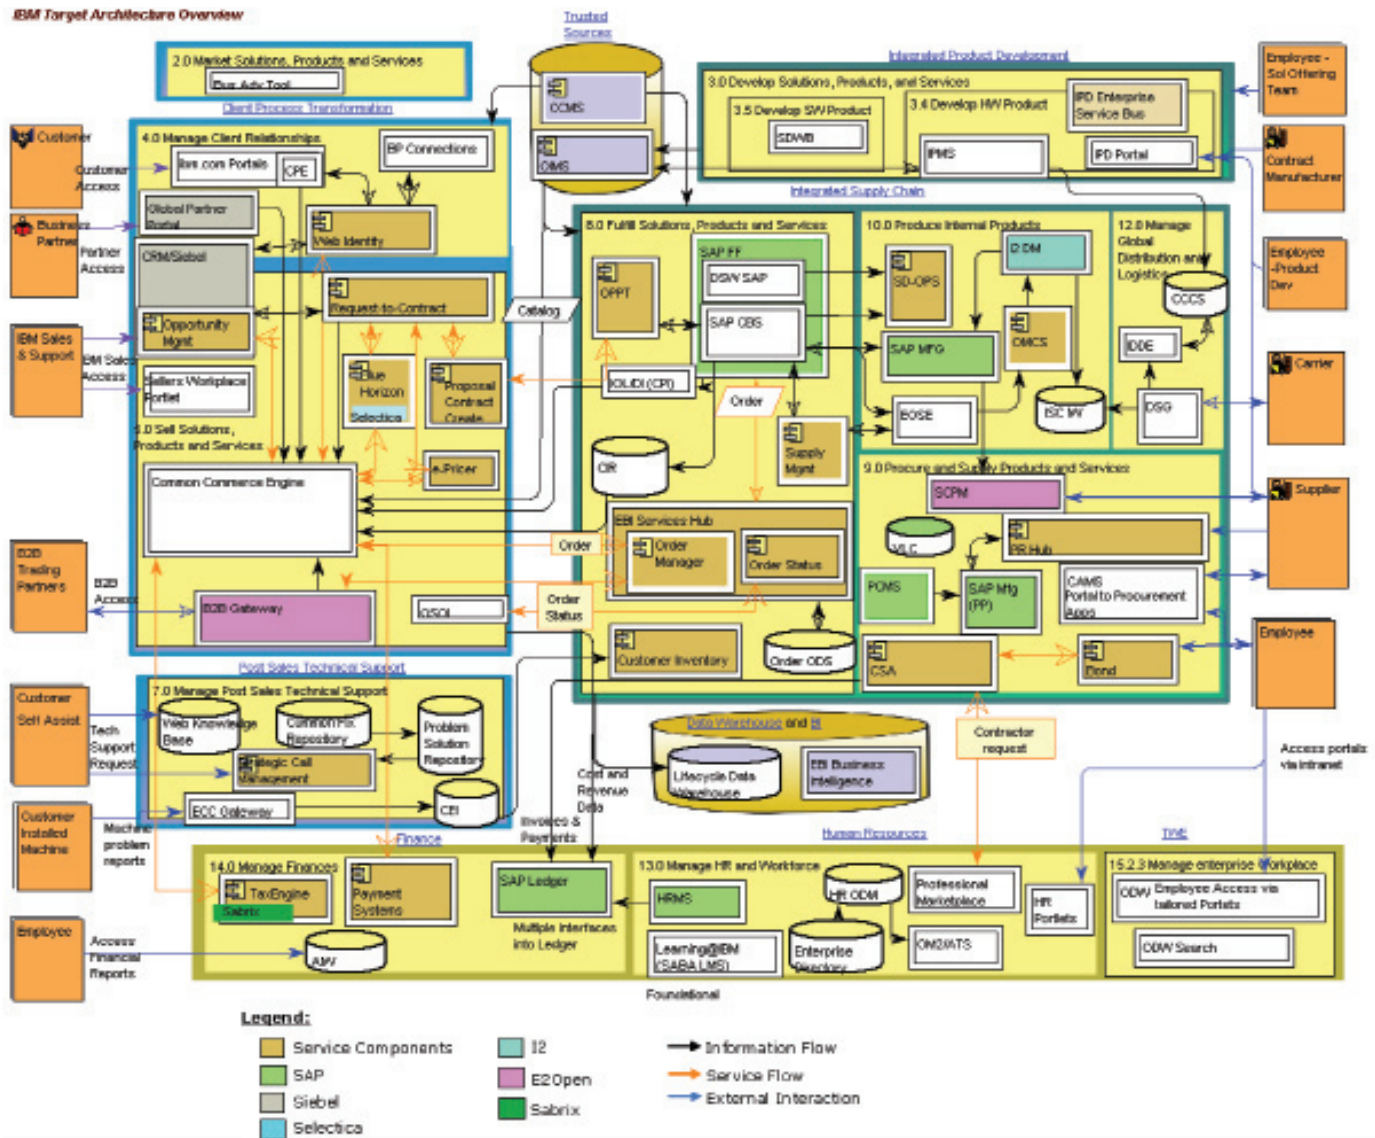 IBM Target Architecture Overview
Trusted
Sources
2.0 Market Solutions, Products and Services
Bus Adv Tool
Integrated Product Development
3.0 Develop Solutions, Products, and Services
3.5 Develop SW Product
SDWB
3.4 Develop HW Product
IPD Enterprise
Service Bus
IPMS
IPD Portal
Employee -
Sol Offering
Team
Contract
Manufacturer
Employee
-Product
Dev
Carrier
Supplier
Employee
Client Process Transformation
OCMS
OIMS
Customer
Customer
Access
Business
Partner
Partner
Access
IBM Sales
& Support
IBM Sales
Access
B2B
Trading
Partners
B2B
Access
4.0 Manage Client Relationships
ibm.com Portals
CPE
BP Connections
Global Partner
Portal
Web Identity
CRM/Siebel
Request-to-Contract
Opportunity
Mgmt
Sellers Workplace
Portlet
Blue
Horizon
Selectica
Proposal
Contract
Create
5.0 Sell Solutions,
Products and Services
e-Pricer
Common Commerce Engine
B2B Gateway
Catalog
Order
Order
Status
Integrated Supply Chain
8.0 Fulfill Solutions, Products and Services
SAP FF
DSW SAP
SAP CBS
OPPT
IOL/DI (CPI)
Order
CIR
Supply
Mgmt
EBI Services Hub
Order
Manager
Order Status
Customer Inventory
Order ODS
10.0 Produce Internal Products
I2 DM
SD-OPS
OMCS
SAP MFG
EOSE
ISC IW
12.0 Manage
Global
Distribution and
Logistics
CCCS
IDDE
DSG
9.0 Procure and Supply Products and Services
SCPM
PR Hub
PCMS
SAP Mfg
(PP)
CAMS
Portal to Procurement
Apps
CSA
Bond
Contractor
request
Access portals
via intranet
Post Sales Technical Support
7.0 Manage Post Sales Technical Support
Web Knowledge
Base
Common Fix
Repository
Problem
Solution
Repository
Strategic Call
Management
ECC Gateway
CEI
Customer
Self Assist
Tech
Support
Request
Customer
Installed
Machine
Machine
problem
reports
Employee
Access
Financial
Reports
Data Warehouse and BI
Lifecycle Data
Warehouse
EBI Business
Intelligence
Cost and
Revenue
Data
Invoices &
Payments
Finance
14.0 Manage Finances
TaxEngine
Sabrix
Payment
Systems
SAP Ledger
Multiple interfaces
into Ledger
Human Resources
13.0 Manage HR and Workforce
HRMS
Learning@IBM
(SABA LMS)
HR ODM
Enterprise
Directory
Professional
Marketplace
OM2/ATS
HR
Portlets
15.2.3 Manage enterprise Workplace
ODW Employee Access via
tailored Portlets
ODW Search
Foundational
Legend:
Service Components
SAP
Siebel
Selectica
I2
E2Open
Sabrix
Information Flow
Service Flow
External Interaction